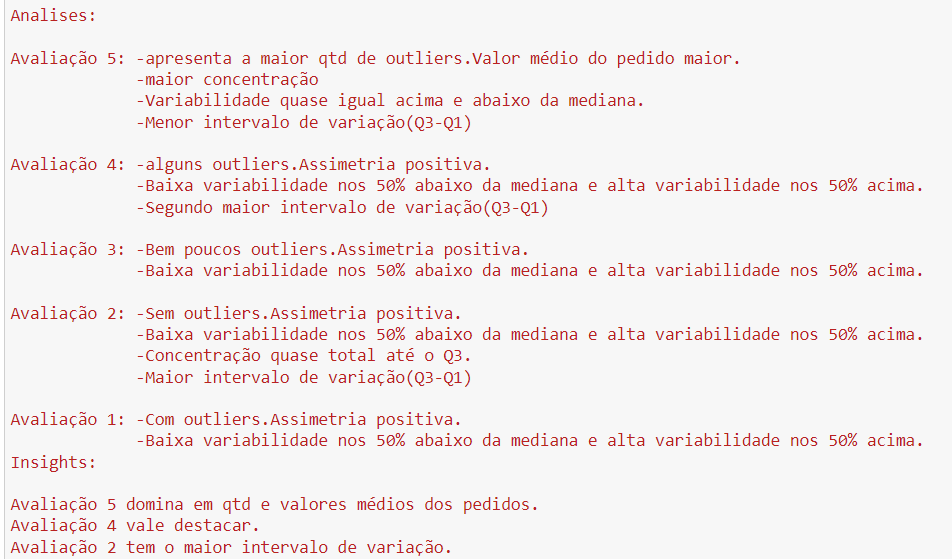 Analises:
Avaliação 5: -apresenta a maior qtd de outliers.Valor médio do pedido maior.
-maior concentração
-Variabilidade quase igual acima e abaixo da mediana.
-Menor intervalo de variação(Q3-Q1)
Avaliação 4: -alguns outliers.Assimetria positiva.
-Baixa variabilidade nos 50% abaixo da mediana e alta variabilidade nos 50% acima.
-Segundo maior intervalo de variação(Q3-Q1)
Avaliação 3: -Bem poucos outliers.Assimetria positiva.
-Baixa variabilidade nos 50% abaixo da mediana e alta variabilidade nos 50% acima.
Avaliação 2: -Sem outliers.Assimetria positiva.
-Baixa variabilidade nos 50% abaixo da mediana e alta variabilidade nos 50% acima.
-Concentração quase total até o Q3.
-Maior intervalo de variação(Q3-Q1)
Avaliação 1: -Com outliers.Assimetria positiva.
-Baixa variabilidade nos 50% abaixo da mediana e alta variabilidade nos 50% acima.
Insights:
Avaliação 5 domina em qtd e valores médios dos pedidos.
Avaliação 4 vale destacar.
Avaliação 2 tem o maior intervalo de variação.